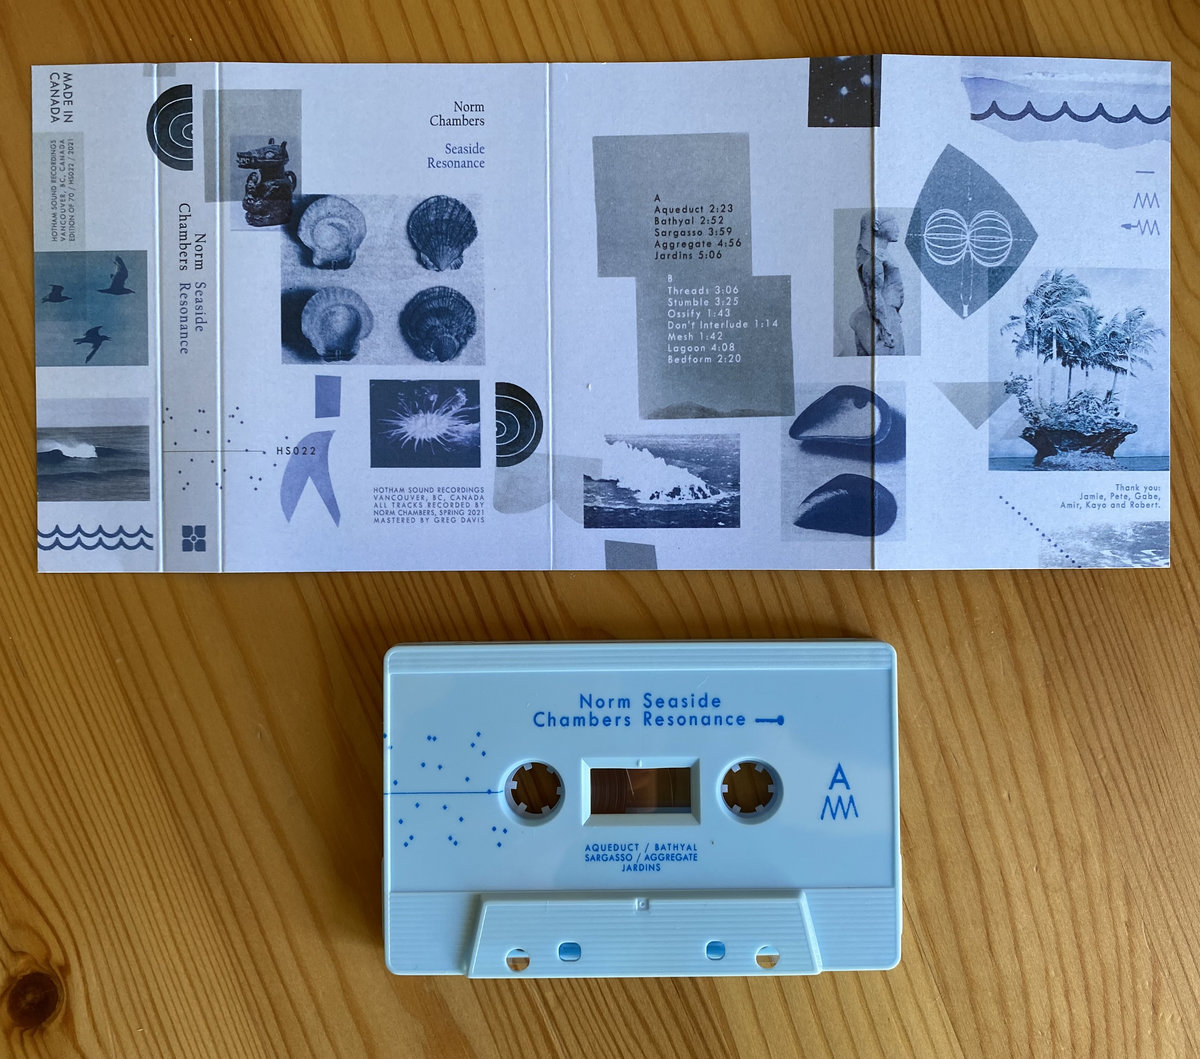 MADE IN
CANADA
HOTHAM SOUND RECORDINGS
VANCOUVER, BC, CANADA
EDITION OF 70 / HS022 / 2021
Norm Seaside
Chambers Resonance
Norm
Chambers
Seaside
Resonance
HS022
HOTHAM SOUND RECORDINGS
VANCOUVER, BC, CANADA
ALL TRACKS RECORDED BY
NORM CHAMBERS, SPRING 2021
MASTERED BY GREG DAVIS
A
Aqueduct 2:23
Bathyal 2:52
Sargasso 3:59
Aggregate 4:56
Jardins 5:06
B
Threads 3:06
Stumble 3:25
Ossify 1:43
Don't Interlude 1:14
Mesh 1:42
Lagoon 4:08
Bedform 2:20
Thank you:
Jamie, Pete, Gabe,
Amir, Kayo and Robert.
Norm Seaside
Chambers Resonance
A
AQUEDUCT / BATHYAL
SARGASSO / AGGREGATE
JARDINS